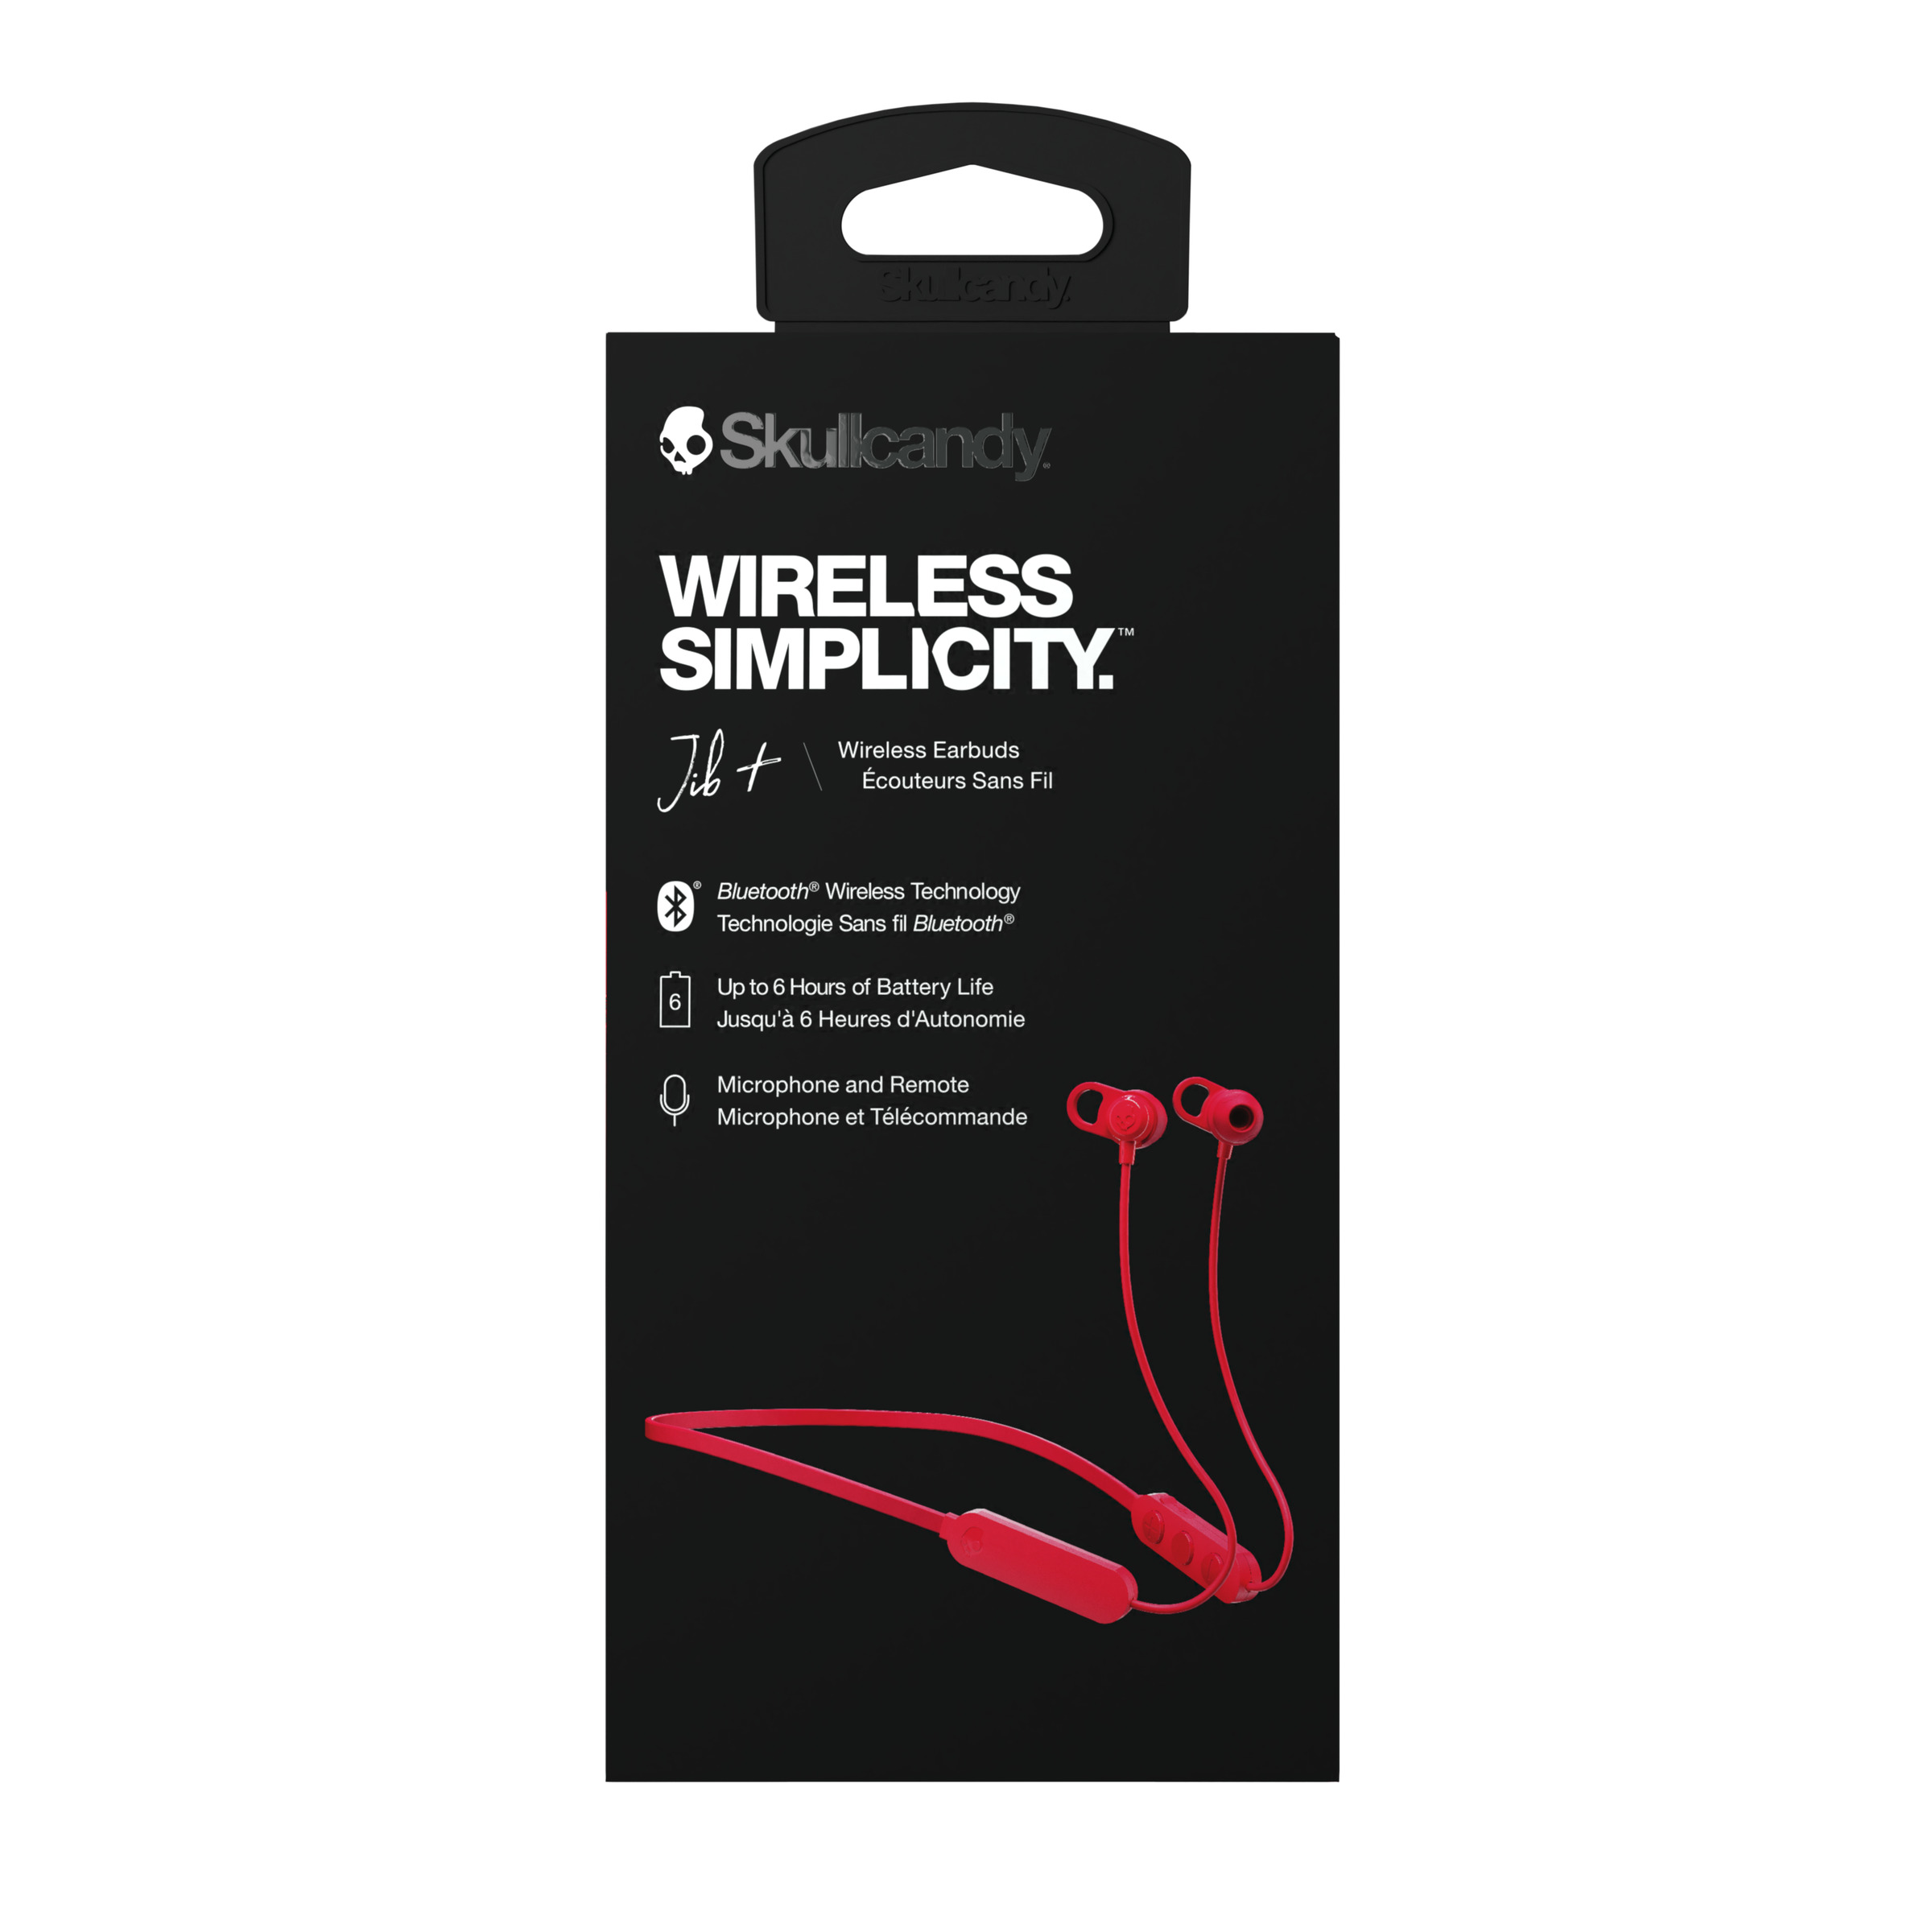 Skullcandy.
Skullcandy®
WIRELESS
SIMPLICITY.™
Jib +
Wireless Earbuds
Écouteurs Sans Fil
® Bluetooth® Wireless Technology
Technologie Sans fil Bluetooth®
Up to 6 Hours of Battery Life
6
Jusqu'à 6 Heures d'Autonomie
Microphone and Remote
Microphone et Télécommande